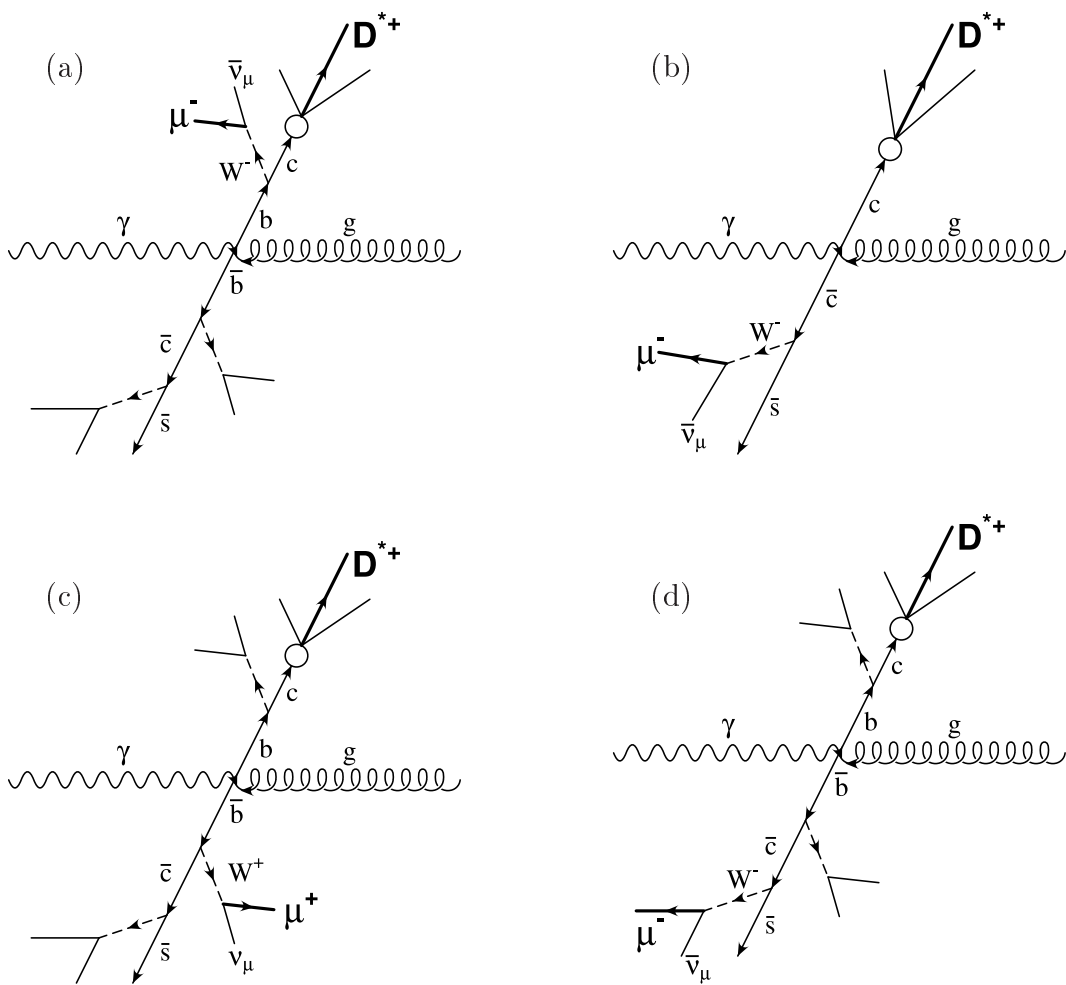 (a)
D*+
ν̄μ
μ-
W-
c
γ
b
g
b̄
c̄
s̄
(b)
D*+
c
γ
g
c̄
W-
μ-
s̄
ν̄μ
(c)
D*+
c
γ
b
g
b̄
c̄
W+
μ+
s̄
νμ
(d)
D*+
c
γ
b
g
b̄
c̄
W-
μ-
s̄
ν̄μ